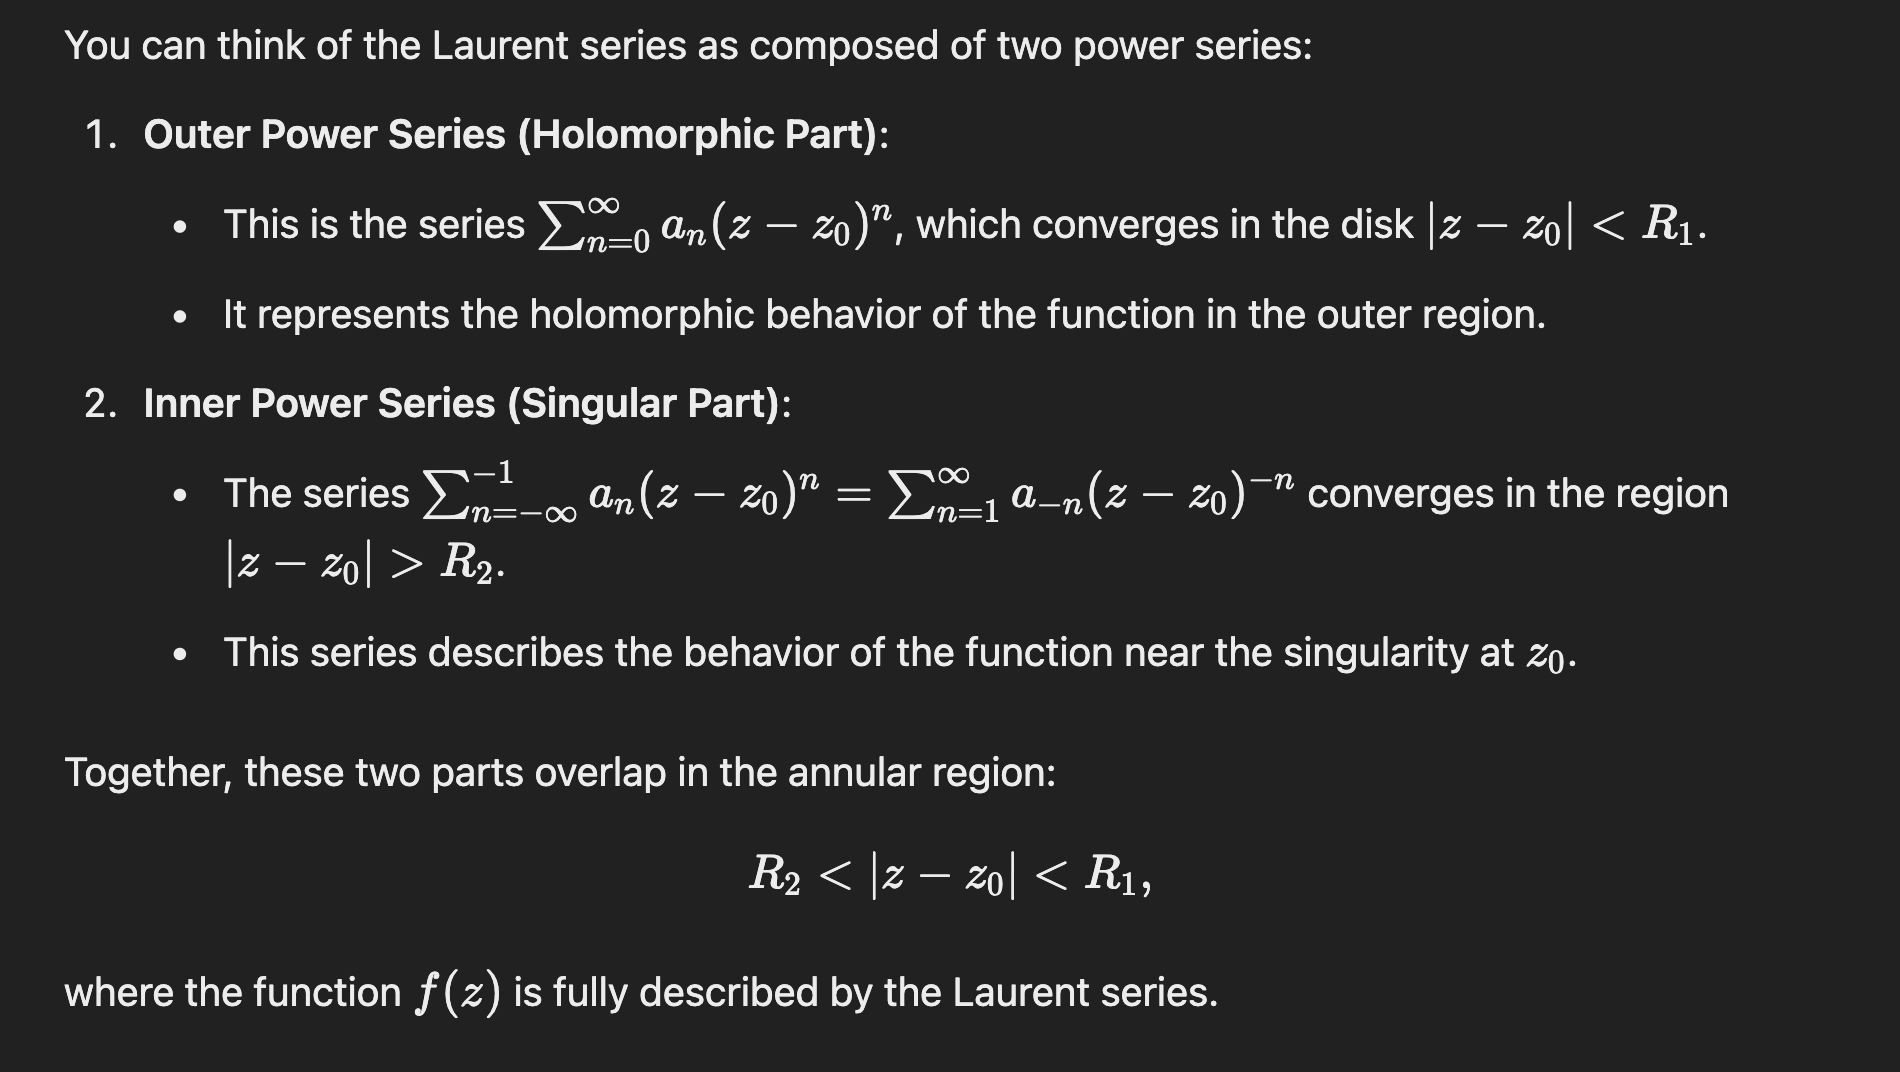 You can think of the Laurent series as composed of two power series:
1. Outer Power Series (Holomorphic Part):
• This is the series $\sum_{n=0}^{\infty} a_n(z - z_0)^n$, which converges in the disk $|z - z_0| < R_1$.
• It represents the holomorphic behavior of the function in the outer region.
2. Inner Power Series (Singular Part):
• The series $\sum_{n=-\infty}^{-1} a_n(z - z_0)^n = \sum_{n=1}^{\infty} a_{-n}(z - z_0)^{-n}$ converges in the region
$|z - z_0| > R_2$.
• This series describes the behavior of the function near the singularity at $z_0$.
Together, these two parts overlap in the annular region:
$R_2 < |z - z_0| < R_1,$
where the function $f(z)$ is fully described by the Laurent series.